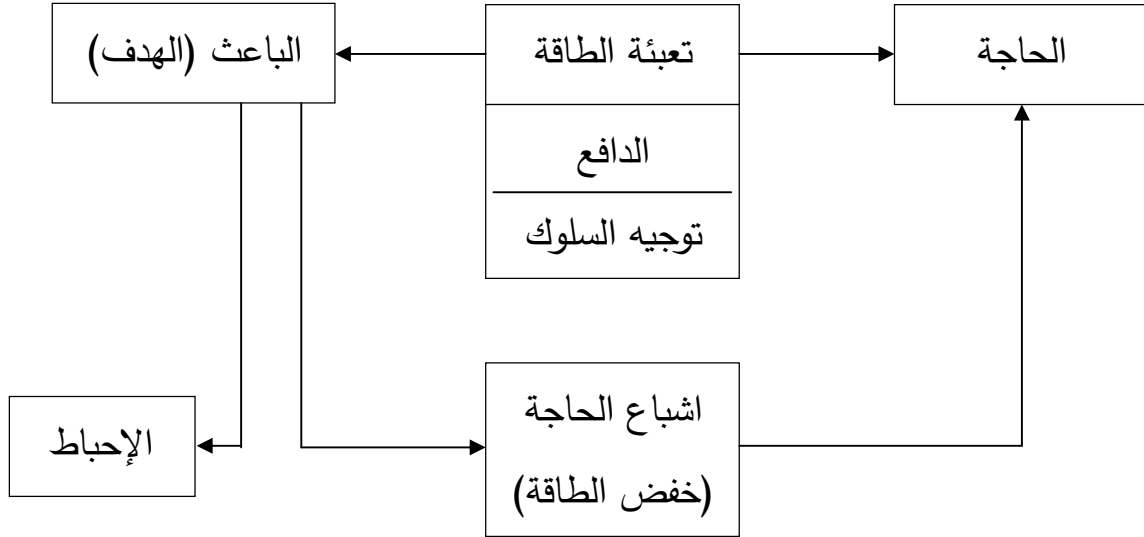 الحاجة
تعبئة الطاقة
الباعث (الهدف)
الدافع
توجيه السلوك
اشباع الحاجة
(خفض الطاقة)
الإحباط